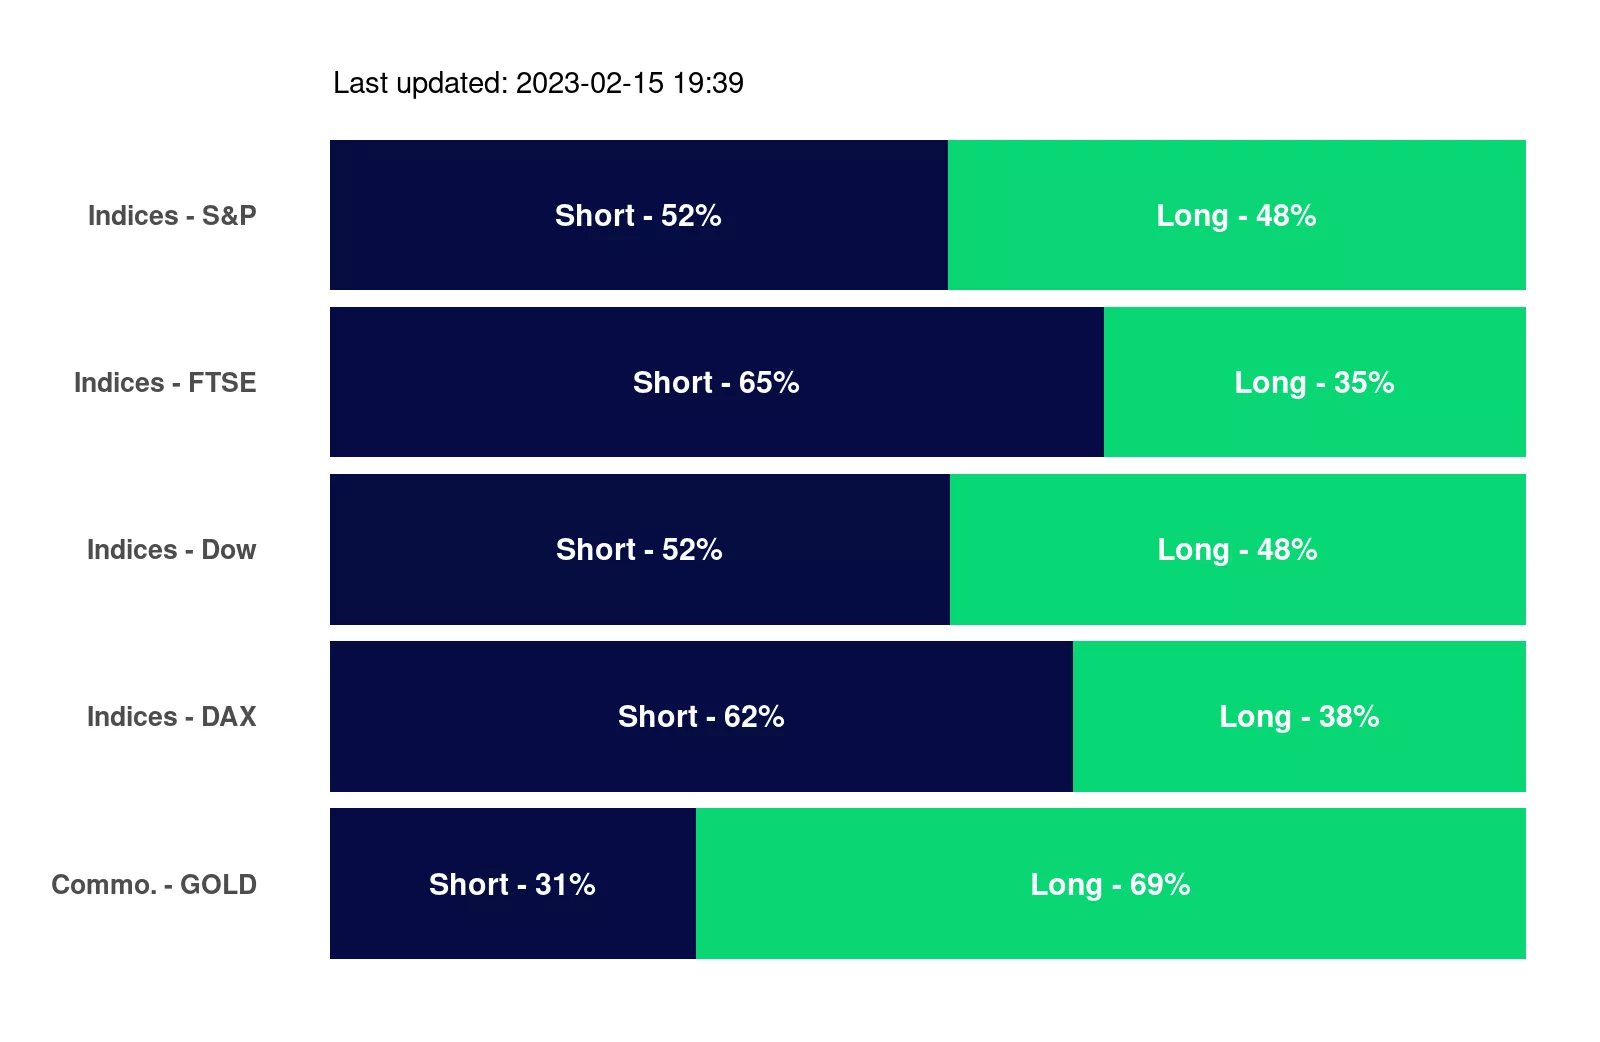 Last updated: 2023-02-15 19:39
Indices - S&P Short - 52% Long - 48%
Indices - FTSE Short - 65% Long - 35%
Indices - Dow Short - 52% Long - 48%
Indices - DAX Short - 62% Long - 38%
Commo. - GOLD Short - 31% Long - 69%